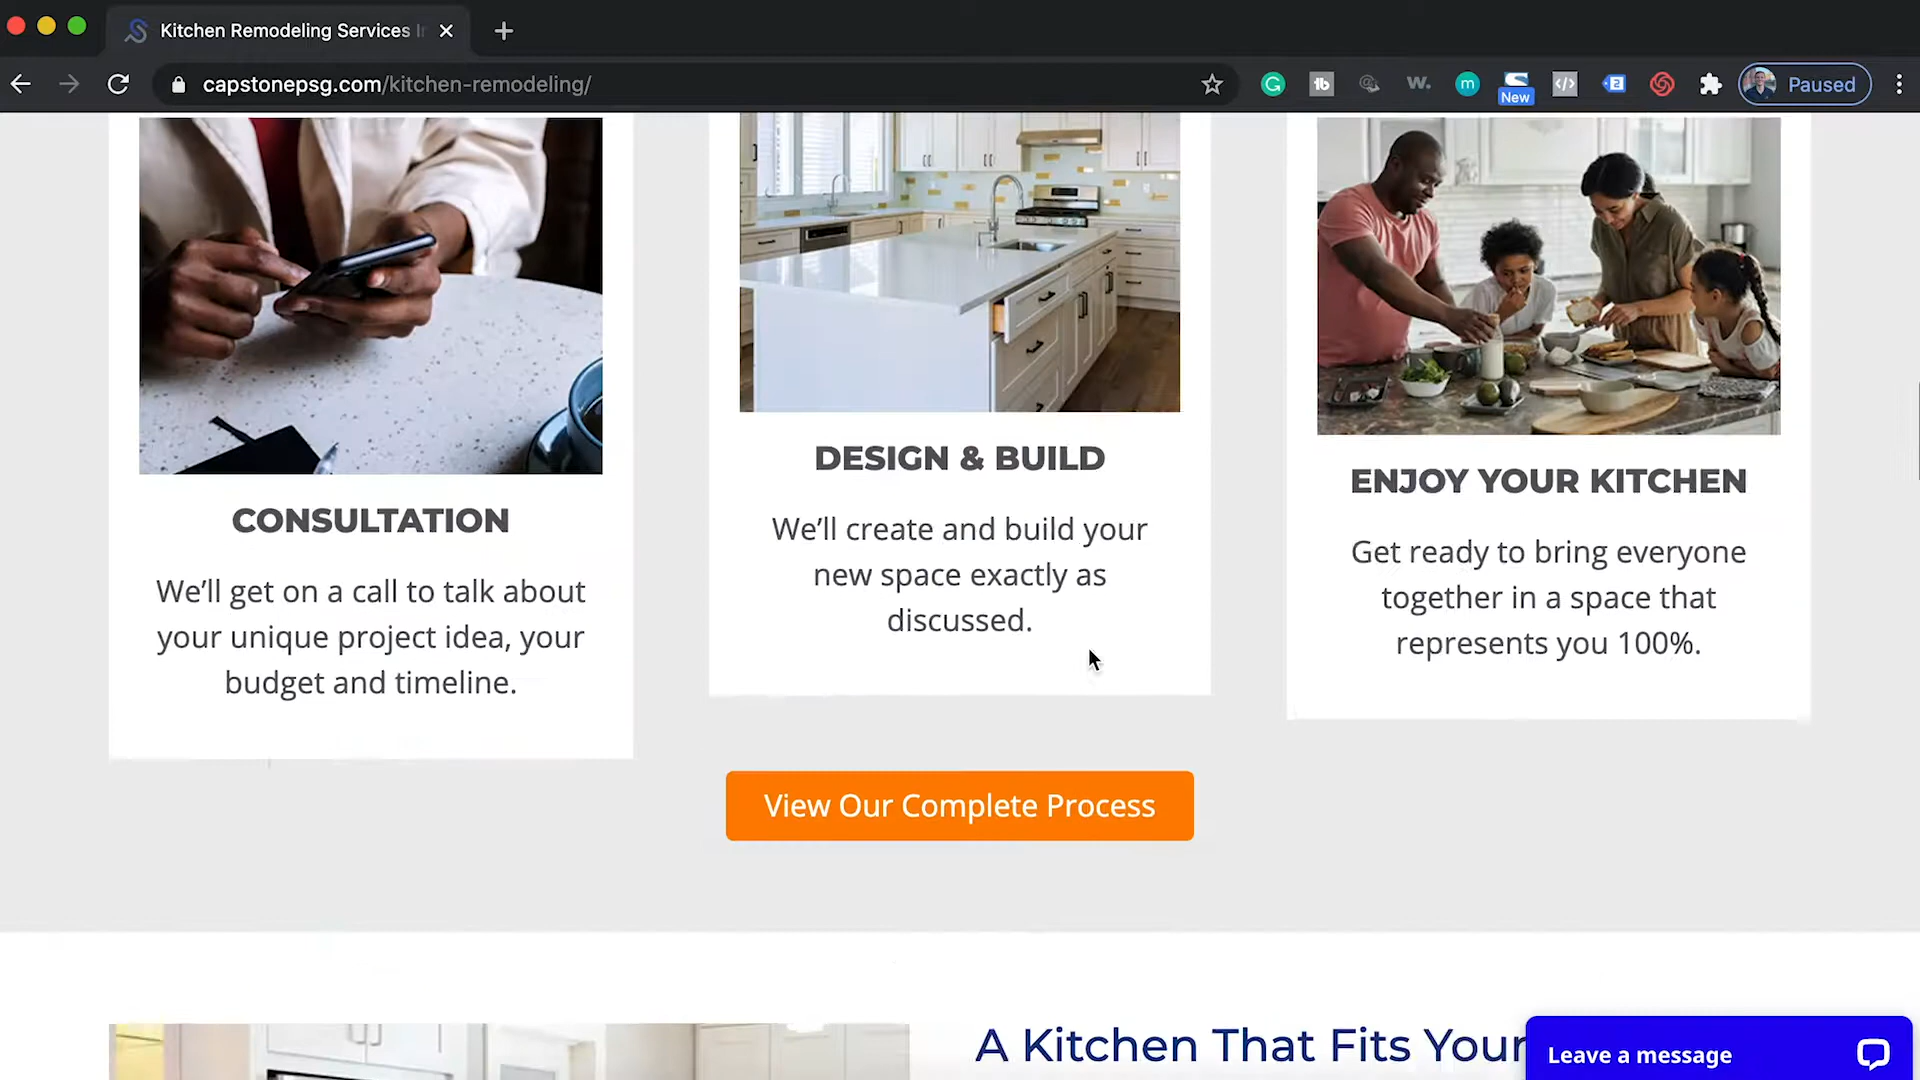 Kitchen Remodeling Services
capstonepsg.com/kitchen-remodeling/
New
Paused
CONSULTATION
We’ll get on a call to talk about
your unique project idea, your
budget and timeline.
DESIGN & BUILD
We’ll create and build your
new space exactly as
discussed.
ENJOY YOUR KITCHEN
Get ready to bring everyone
together in a space that
represents you 100%.
View Our Complete Process
A Kitchen That Fits Your
Leave a message